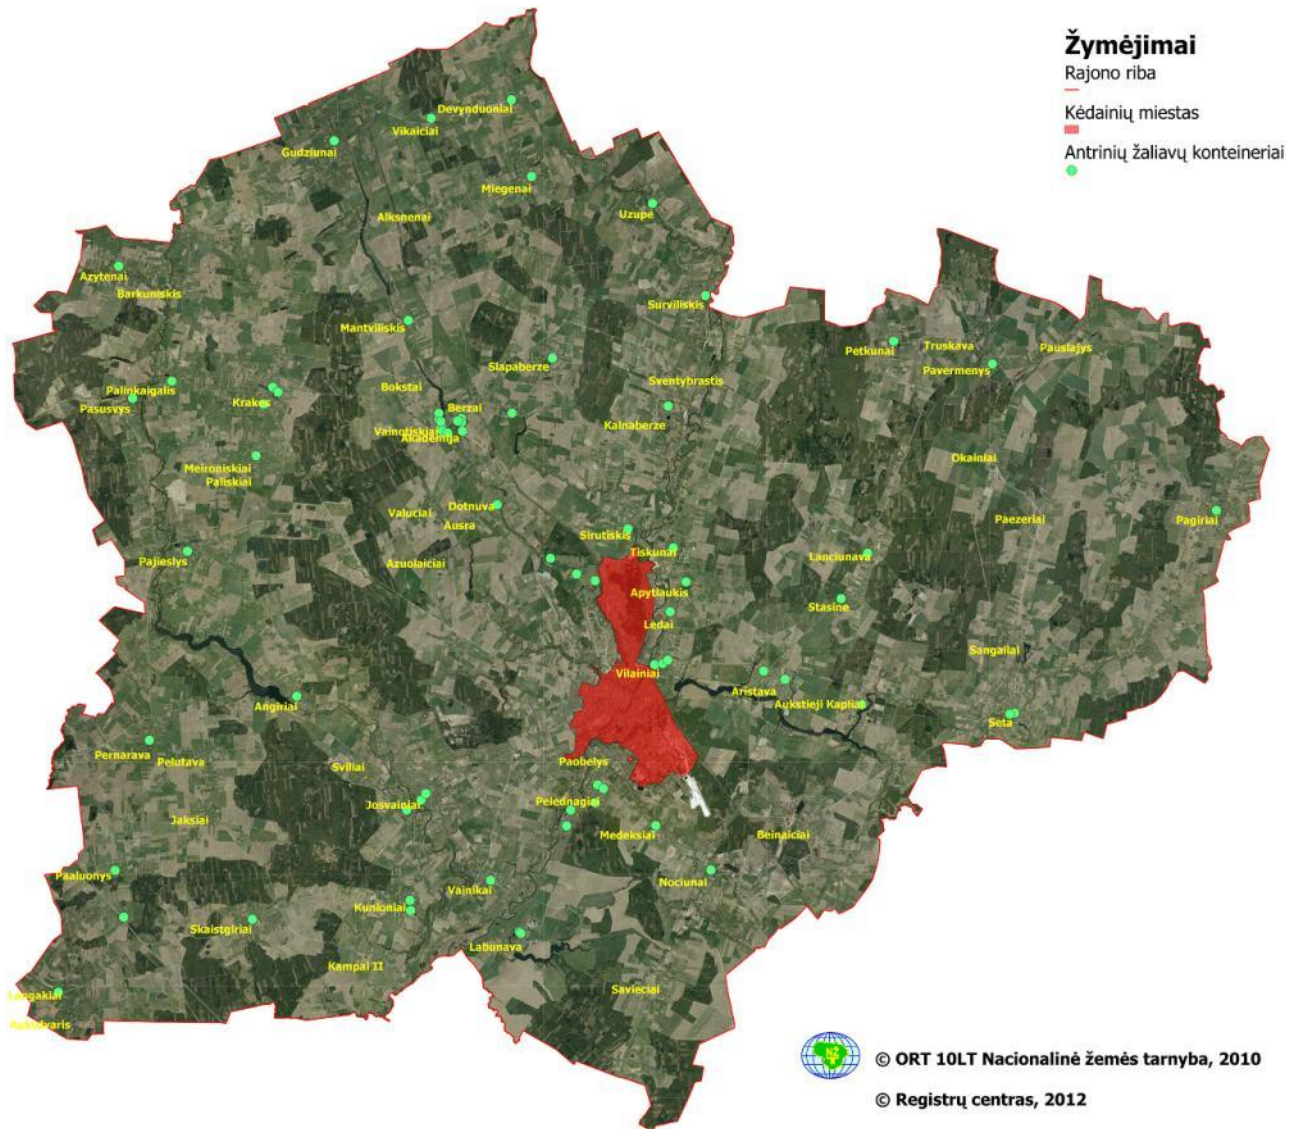 Žymėjimai
Rajono riba
Kėdainių miestas
Antrinių žaliavų konteineriai
Devynduoniai
Vikaiciai
Gudziunai
Miegenai
Alksnenai
Uzupe
Azytenai
Barkuniskis
Surviliskis
Mantviliskis
Petkunai
Truskava
Pauslajys
Slapaberze
Pavermenys
Palinkaigalis
Bokstai
Sventybrastis
Pasusvys
Krakes
Berzai
Kalnaberze
Vainotiskiai
Akademija
Meironiskiai
Paliskiai
Okainiai
Dotnuva
Valuciai
Ausra
Paezeriai
Pagiriai
Sirutiskis
Tiskunai
Lanciunava
Pajieslys
Azuolaiciai
Apytlaukis
Stasine
Ledai
Sangailai
Vilainiai
Aristava
Angiriai
Aukstieji Kapliai
Seta
Pernarava
Pelutava
Sviliai
Paobelys
Josvainiai
Pelednagiai
Jaksiai
Medeksiai
Beinaiciai
Paaluonys
Nociunai
Vainikai
Kunioniai
Skaistgiriai
Labunava
Kampai II
Langakiai
Savieciai
© ORT 10LT Nacionalinė žemės tarnyba, 2010
© Registrų centras, 2012